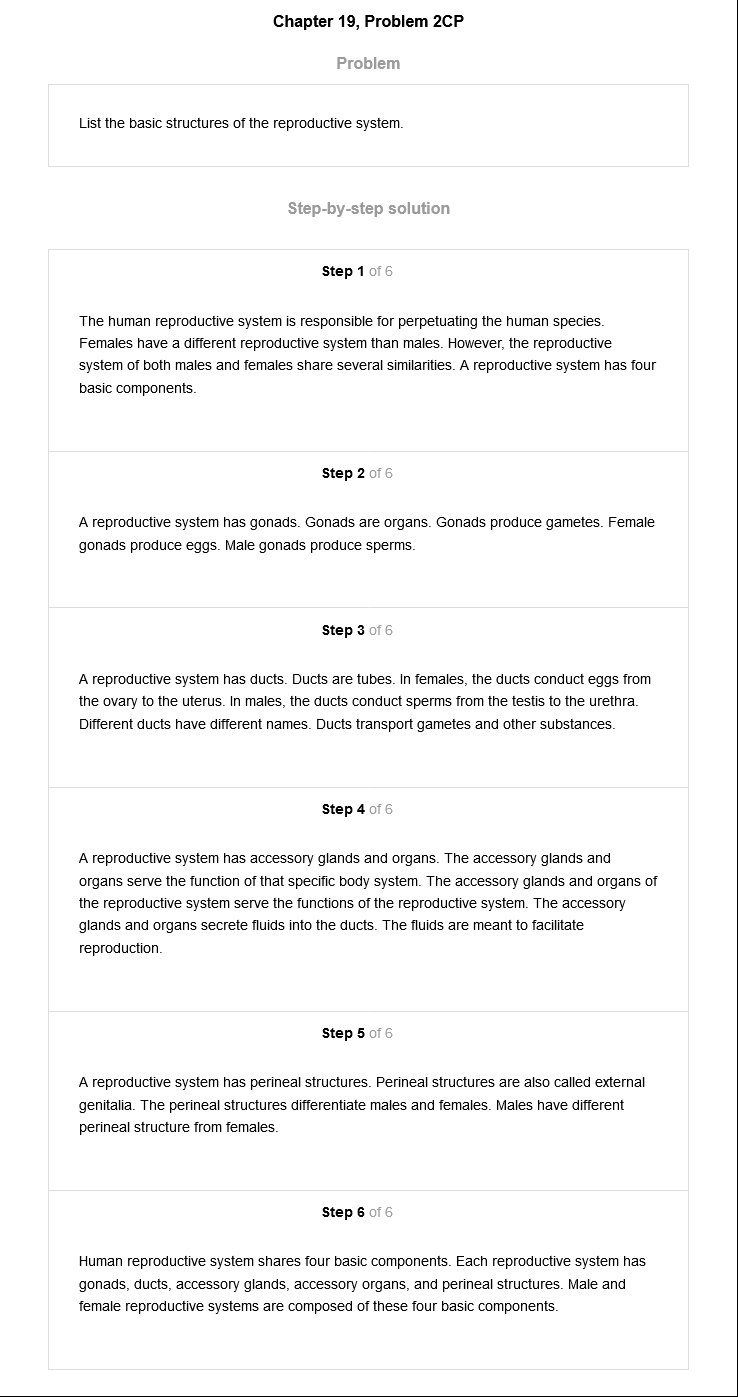 Chapter 19, Problem 2CP
Problem
List the basic structures of the reproductive system.
Step-by-step solution
Step 1 of 6
The human reproductive system is responsible for perpetuating the human species.
Females have a different reproductive system than males. However, the reproductive
system of both males and females share several similarities. A reproductive system has four
basic components.
Step 2 of 6
A reproductive system has gonads. Gonads are organs. Gonads produce gametes. Female
gonads produce eggs. Male gonads produce sperms.
Step 3 of 6
A reproductive system has ducts. Ducts are tubes. In females, the ducts conduct eggs from
the ovary to the uterus. In males, the ducts conduct sperms from the testis to the urethra.
Different ducts have different names. Ducts transport gametes and other substances.
Step 4 of 6
A reproductive system has accessory glands and organs. The accessory glands and
organs serve the function of that specific body system. The accessory glands and organs of
the reproductive system serve the functions of the reproductive system. The accessory
glands and organs secrete fluids into the ducts. The fluids are meant to facilitate
reproduction.
Step 5 of 6
A reproductive system has perineal structures. Perineal structures are also called external
genitalia. The perineal structures differentiate males and females. Males have different
perineal structure from females.
Step 6 of 6
Human reproductive system shares four basic components. Each reproductive system has
gonads, ducts, accessory glands, accessory organs, and perineal structures. Male and
female reproductive systems are composed of these four basic components.